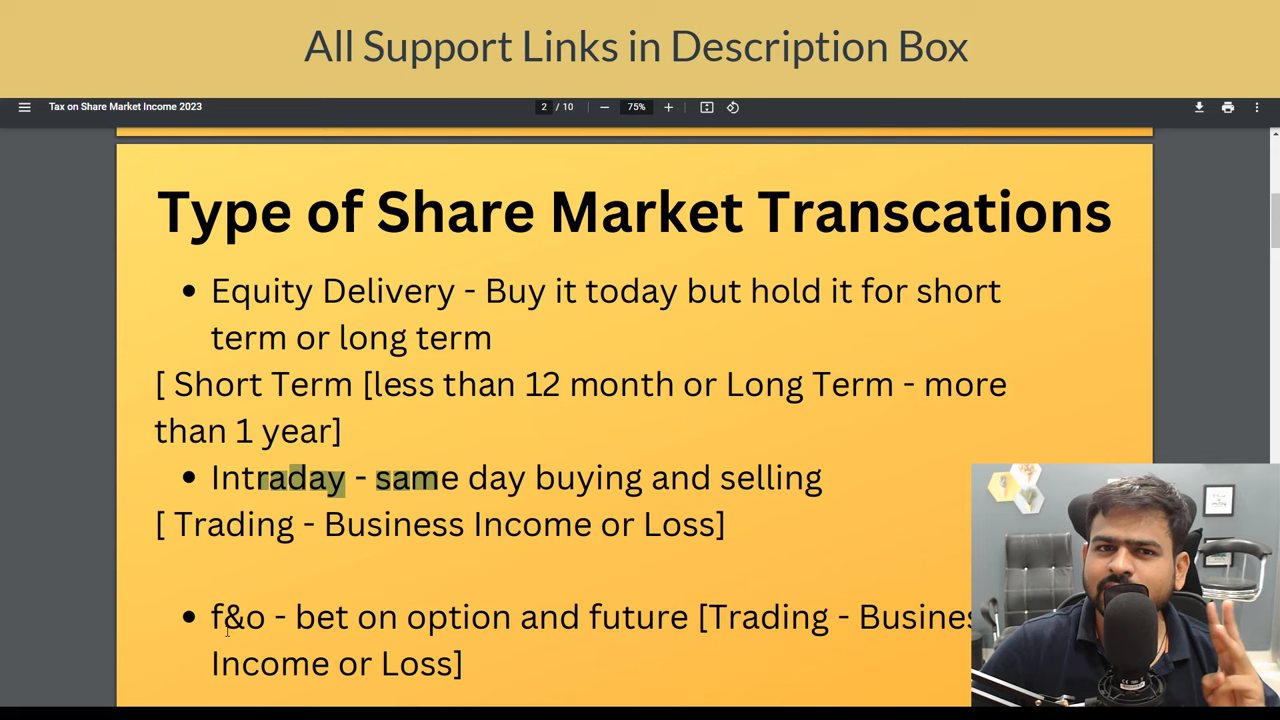 All Support Links in Description Box
Tax on Share Market Income 2023
2 / 10
75%
Type of Share Market Transcations
Equity Delivery - Buy it today but hold it for short
term or long term
[ Short Term [less than 12 month or Long Term - more
than 1 year]
Intraday - same day buying and selling
[ Trading - Business Income or Loss]
f&o - bet on option and future [Trading - Busines
Income or Loss]